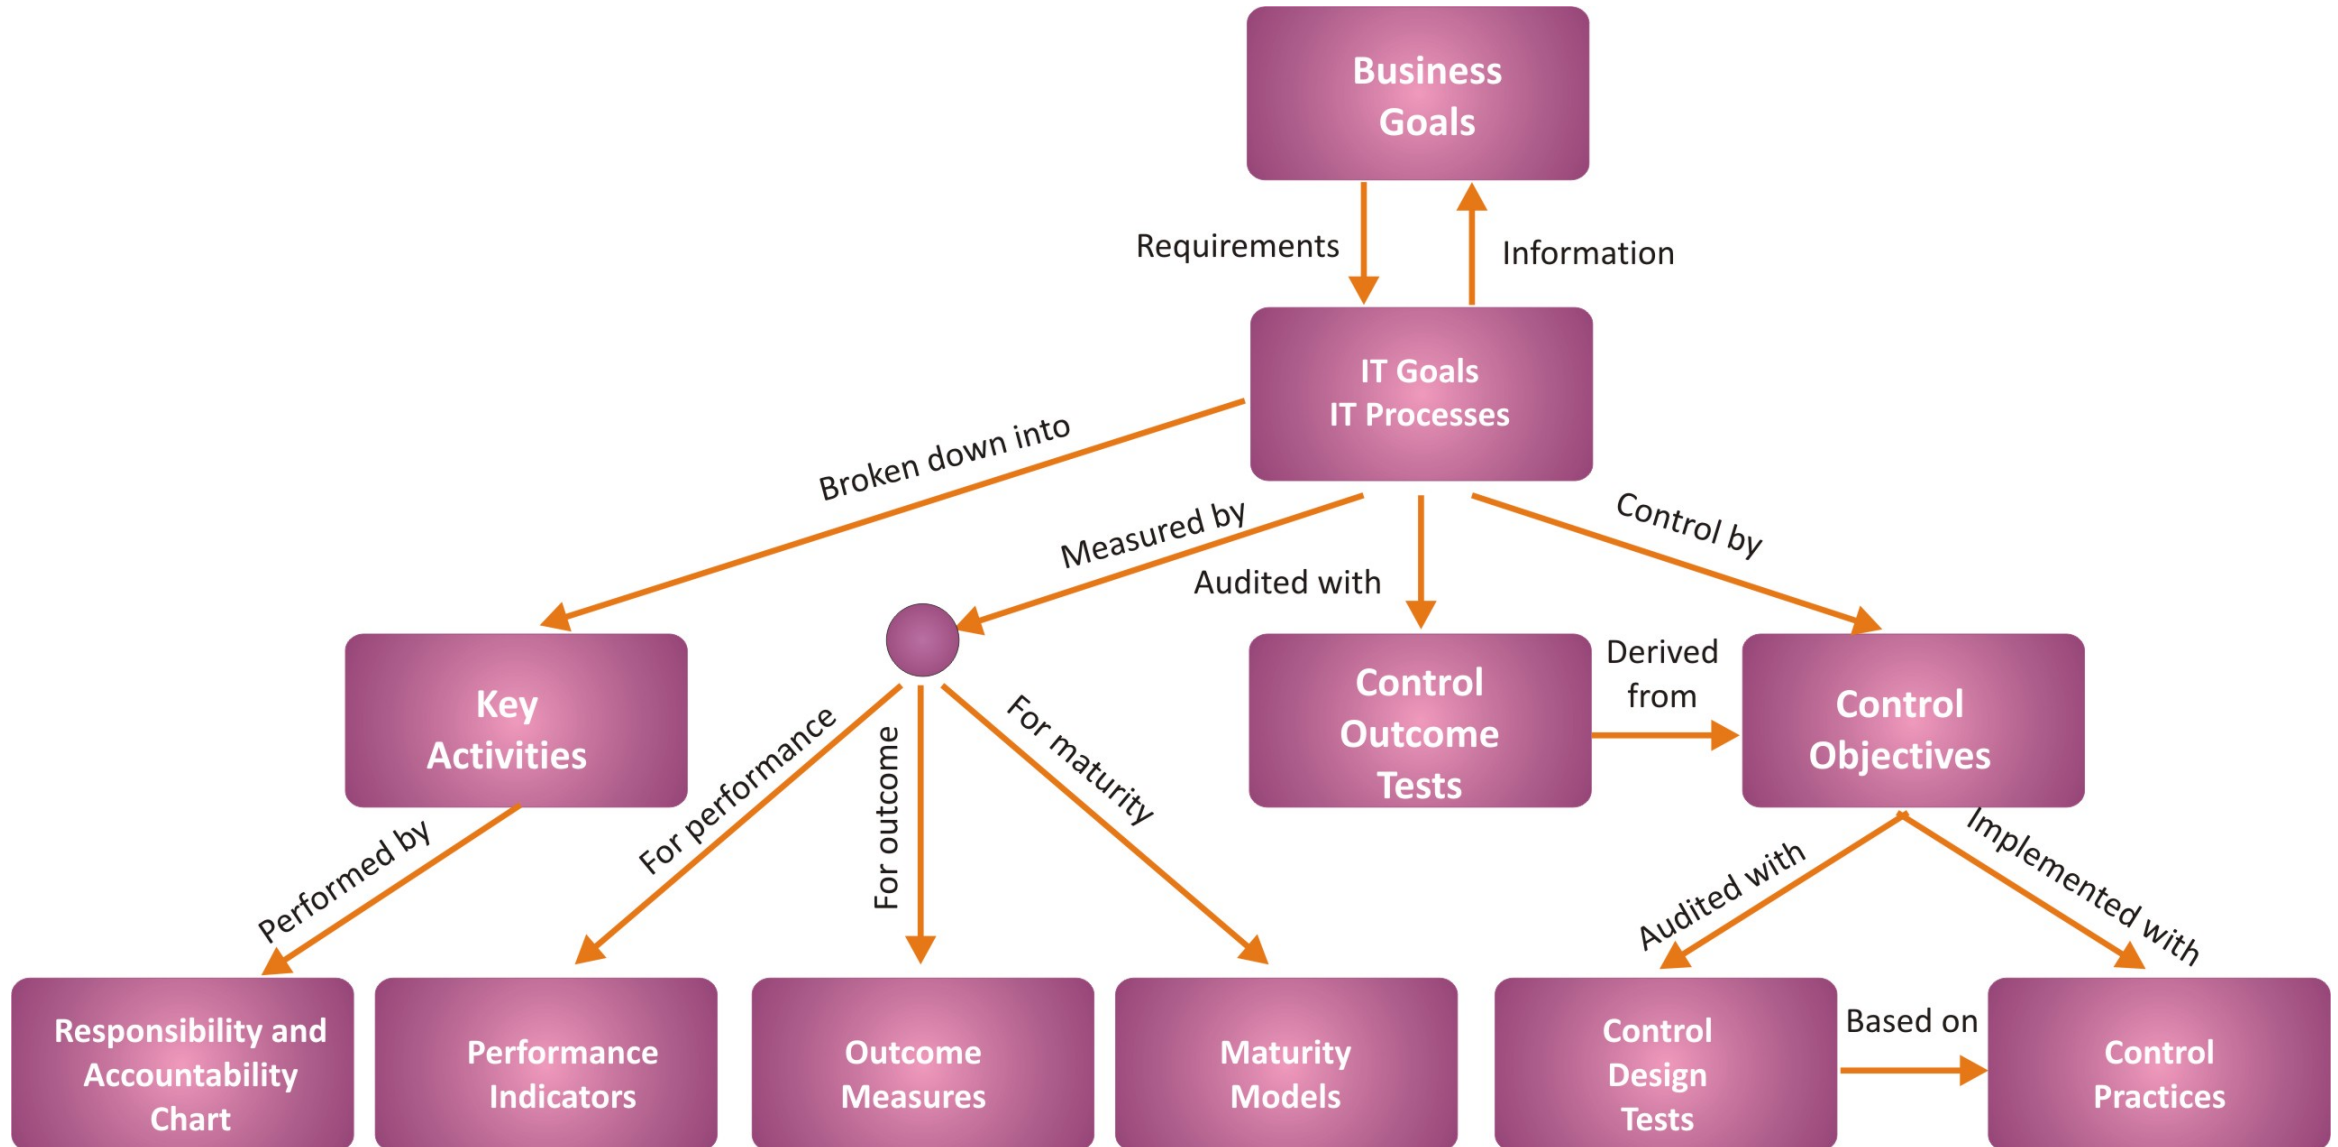 Business
Goals
Requirements
Information
IT Goals
IT Processes
Broken down into
Measured by
Audited with
Control by
Key
Activities
Control
Outcome
Tests
Derived
from
Control
Objectives
Performed by
For performance
For outcome
For maturity
Audited with
Implemented with
Responsibility and
Accountability
Chart
Performance
Indicators
Outcome
Measures
Maturity
Models
Control
Design
Tests
Based on
Control
Practices